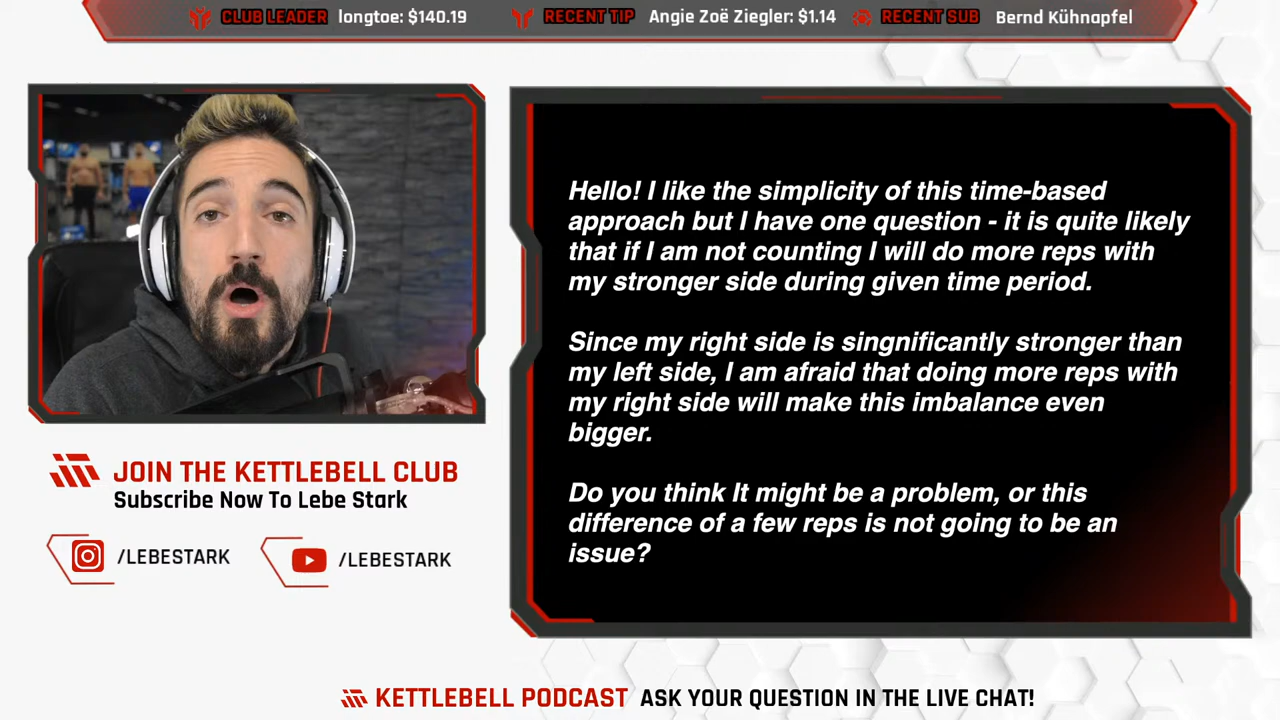 CLUB LEADER longtoe: $140.19 RECENT TIP Angie Zoë Ziegler: $1.14 RECENT SUB Bernd Kühnapfel
Hello! I like the simplicity of this time-based
approach but I have one question - it is quite likely
that if I am not counting I will do more reps with
my stronger side during given time period.
Since my right side is singnificantly stronger than
my left side, I am afraid that doing more reps with
my right side will make this imbalance even
bigger.
Do you think It might be a problem, or this
difference of a few reps is not going to be an
issue?
JOIN THE KETTLEBELL CLUB
Subscribe Now To Lebe Stark
/LEBESTARK /LEBESTARK
KETTLEBELL PODCAST ASK YOUR QUESTION IN THE LIVE CHAT!